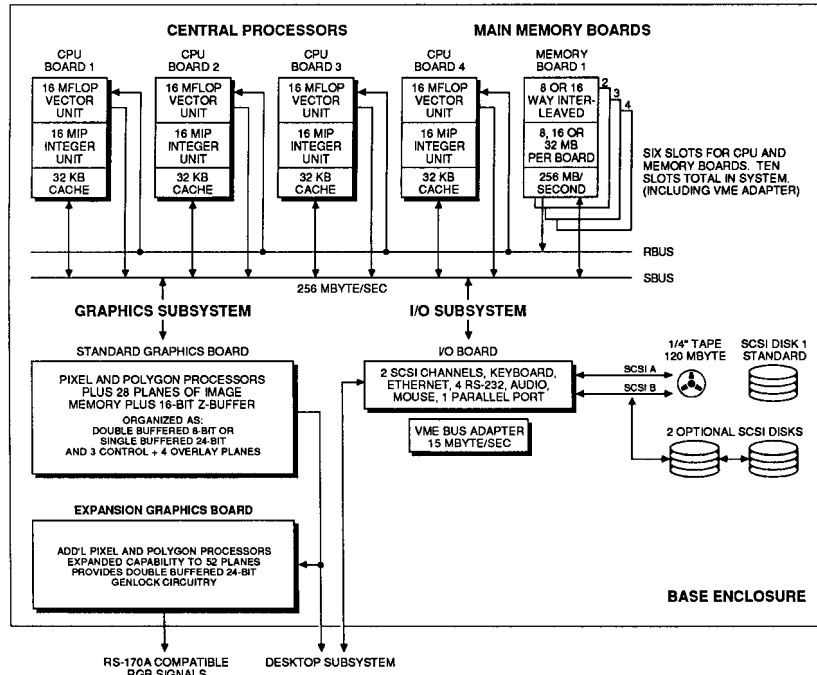 CENTRAL PROCESSORS
MAIN MEMORY BOARDS
CPU
BOARD 1
CPU
BOARD 2
CPU
BOARD 3
CPU
BOARD 4
MEMORY
BOARD 1
16 MFLOP
VECTOR
UNIT
16 MIP
INTEGER
UNIT
32 KB
CACHE
16 MFLOP
VECTOR
UNIT
16 MIP
INTEGER
UNIT
32 KB
CACHE
16 MFLOP
VECTOR
UNIT
16 MIP
INTEGER
UNIT
32 KB
CACHE
16 MFLOP
VECTOR
UNIT
16 MIP
INTEGER
UNIT
32 KB
CACHE
8 OR 16
WAY INTER-
LEAVED
8, 16 OR
32 MB
PER BOARD
256 MB/
SECOND
2
3
4
SIX SLOTS FOR CPU AND
MEMORY BOARDS. TEN
SLOTS TOTAL IN SYSTEM.
(INCLUDING VME ADAPTER)
RBUS
SBUS
256 MBYTE/SEC
GRAPHICS SUBSYSTEM
I/O SUBSYSTEM
STANDARD GRAPHICS BOARD
PIXEL AND POLYGON PROCESSORS
PLUS 28 PLANES OF IMAGE
MEMORY PLUS 16-BIT Z-BUFFER
ORGANIZED AS:
DOUBLE BUFFERED 8-BIT OR
SINGLE BUFFERED 24-BIT
AND 3 CONTROL + 4 OVERLAY PLANES
I/O BOARD
2 SCSI CHANNELS, KEYBOARD,
ETHERNET, 4 RS-232, AUDIO,
MOUSE, 1 PARALLEL PORT
VME BUS ADAPTER
15 MBYTE/SEC
SCSI A
SCSI B
1/4" TAPE
120 MBYTE
SCSI DISK 1
STANDARD
2 OPTIONAL SCSI DISKS
EXPANSION GRAPHICS BOARD
ADD'L PIXEL AND POLYGON PROCESSORS
EXPANDED CAPABILITY TO 52 PLANES
PROVIDES DOUBLE BUFFERED 24-BIT
GENLOCK CIRCUITRY
BASE ENCLOSURE
RS-170A COMPATIBLE
RGB SIGNALS
DESKTOP SUBSYSTEM